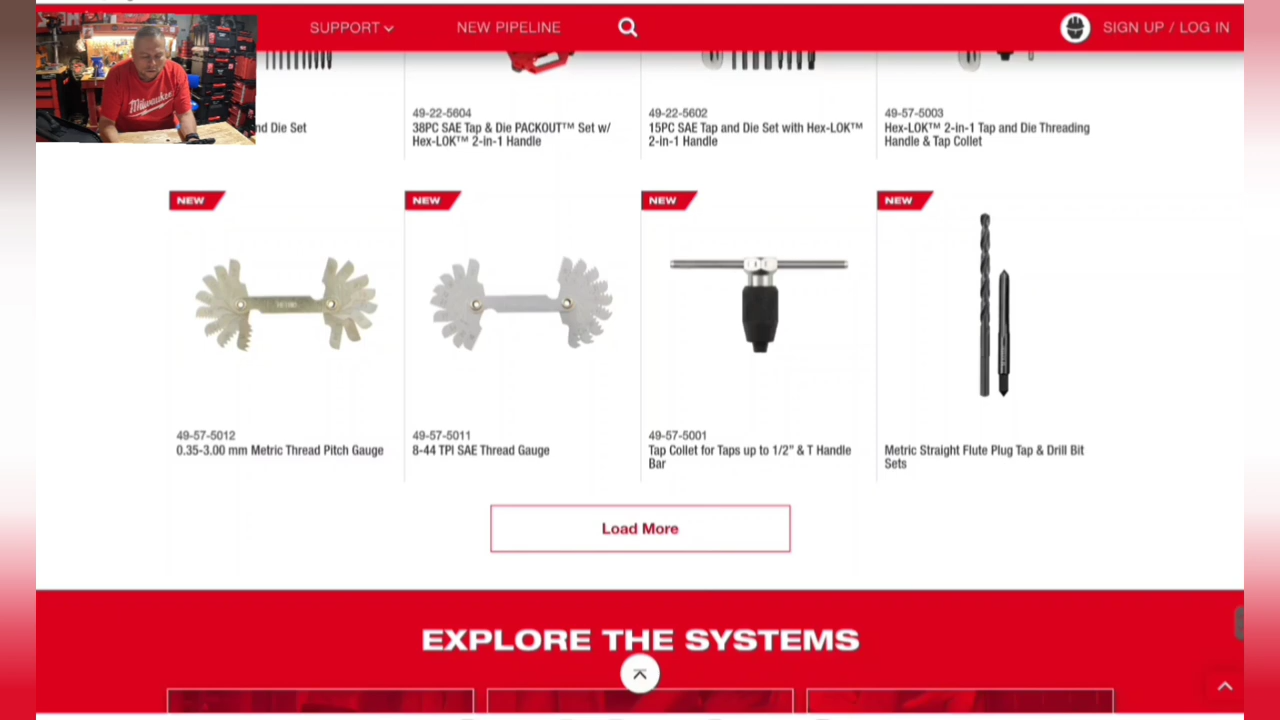 SUPPORT
NEW PIPELINE
SIGN UP / LOG IN
Milwaukee
nd Die Set
49-22-5604
38PC SAE Tap & Die PACKOUT™ Set w/
Hex-LOK™ 2-in-1 Handle
49-22-5602
15PC SAE Tap and Die Set with Hex-LOK™
2-in-1 Handle
49-57-5003
Hex-LOK™ 2-in-1 Tap and Die Threading
Handle & Tap Collet
NEW
NEW
NEW
NEW
49-57-5012
0.35-3.00 mm Metric Thread Pitch Gauge
49-57-5011
8-44 TPI SAE Thread Gauge
49-57-5001
Tap Collet for Taps up to 1/2” & T Handle
Bar
Metric Straight Flute Plug Tap & Drill Bit
Sets
Load More
EXPLORE THE SYSTEMS